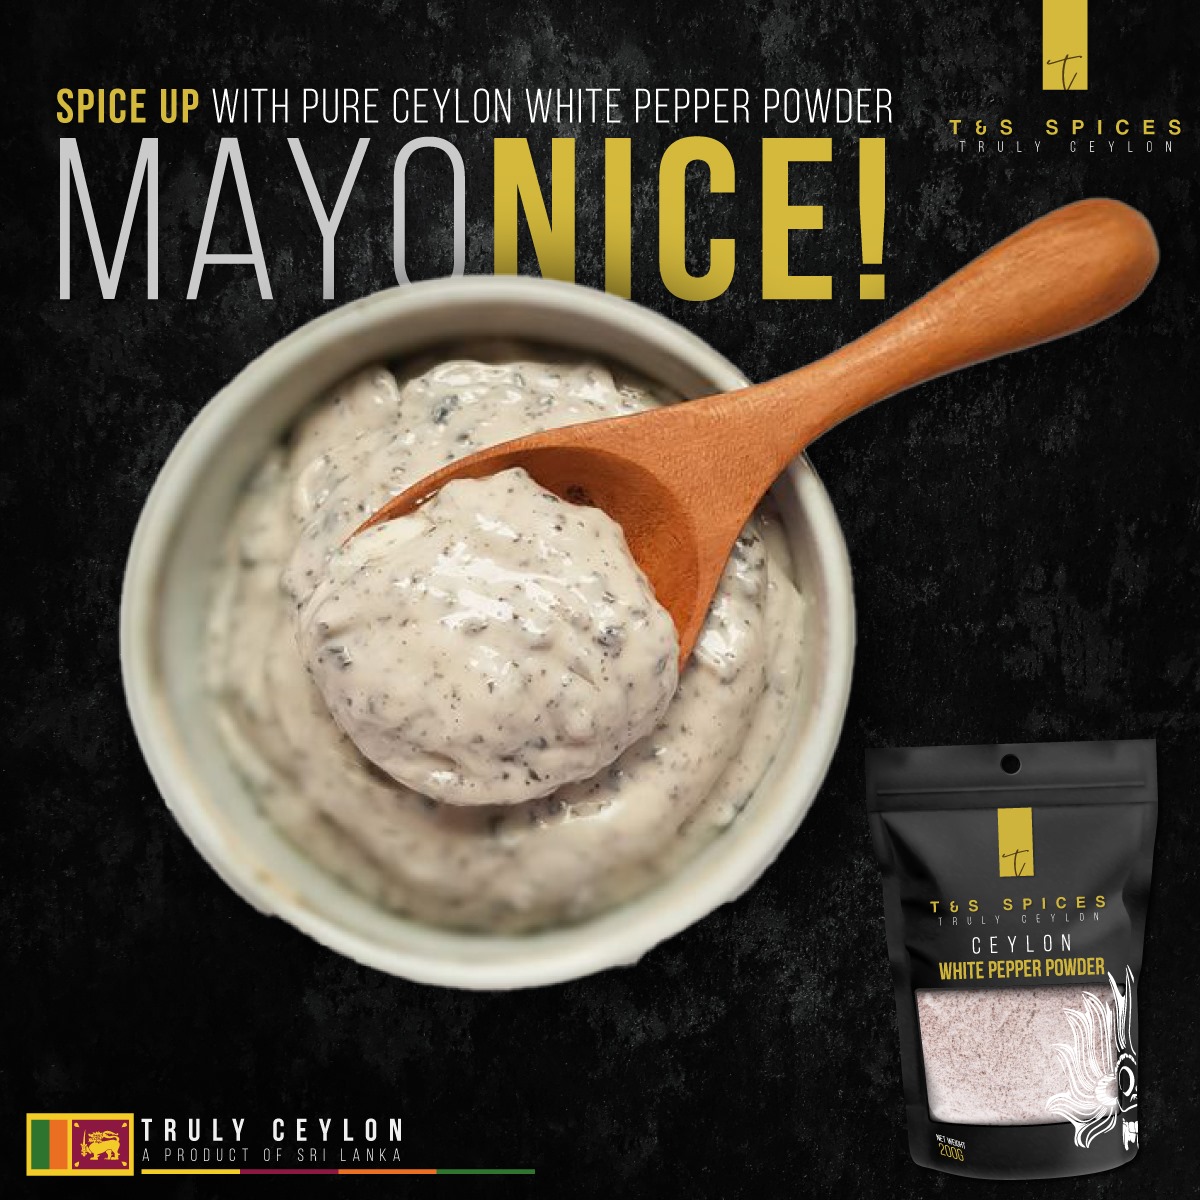 SPICE UP WITH PURE CEYLON WHITE PEPPER POWDER
MAYONICE!
t
T&S SPICES
TRULY CEYLON
t
T&S SPICES
TRULY CEYLON
CEYLON
WHITE PEPPER POWDER
NET WEIGHT
200G
TRULY CEYLON
A PRODUCT OF SRI LANKA